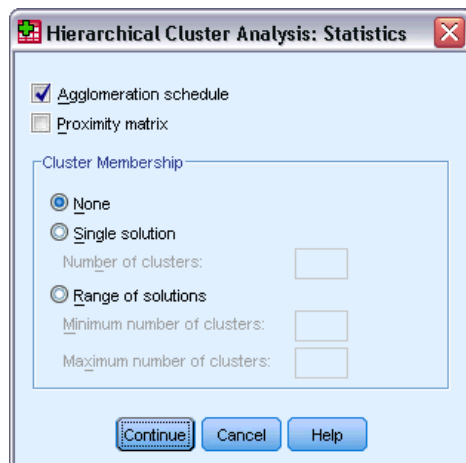 Hierarchical Cluster Analysis: Statistics
Agglomeration schedule
Proximity matrix
Cluster Membership
None
Single solution
Number of clusters:
Range of solutions
Minimum number of clusters:
Maximum number of clusters:
Continue Cancel Help